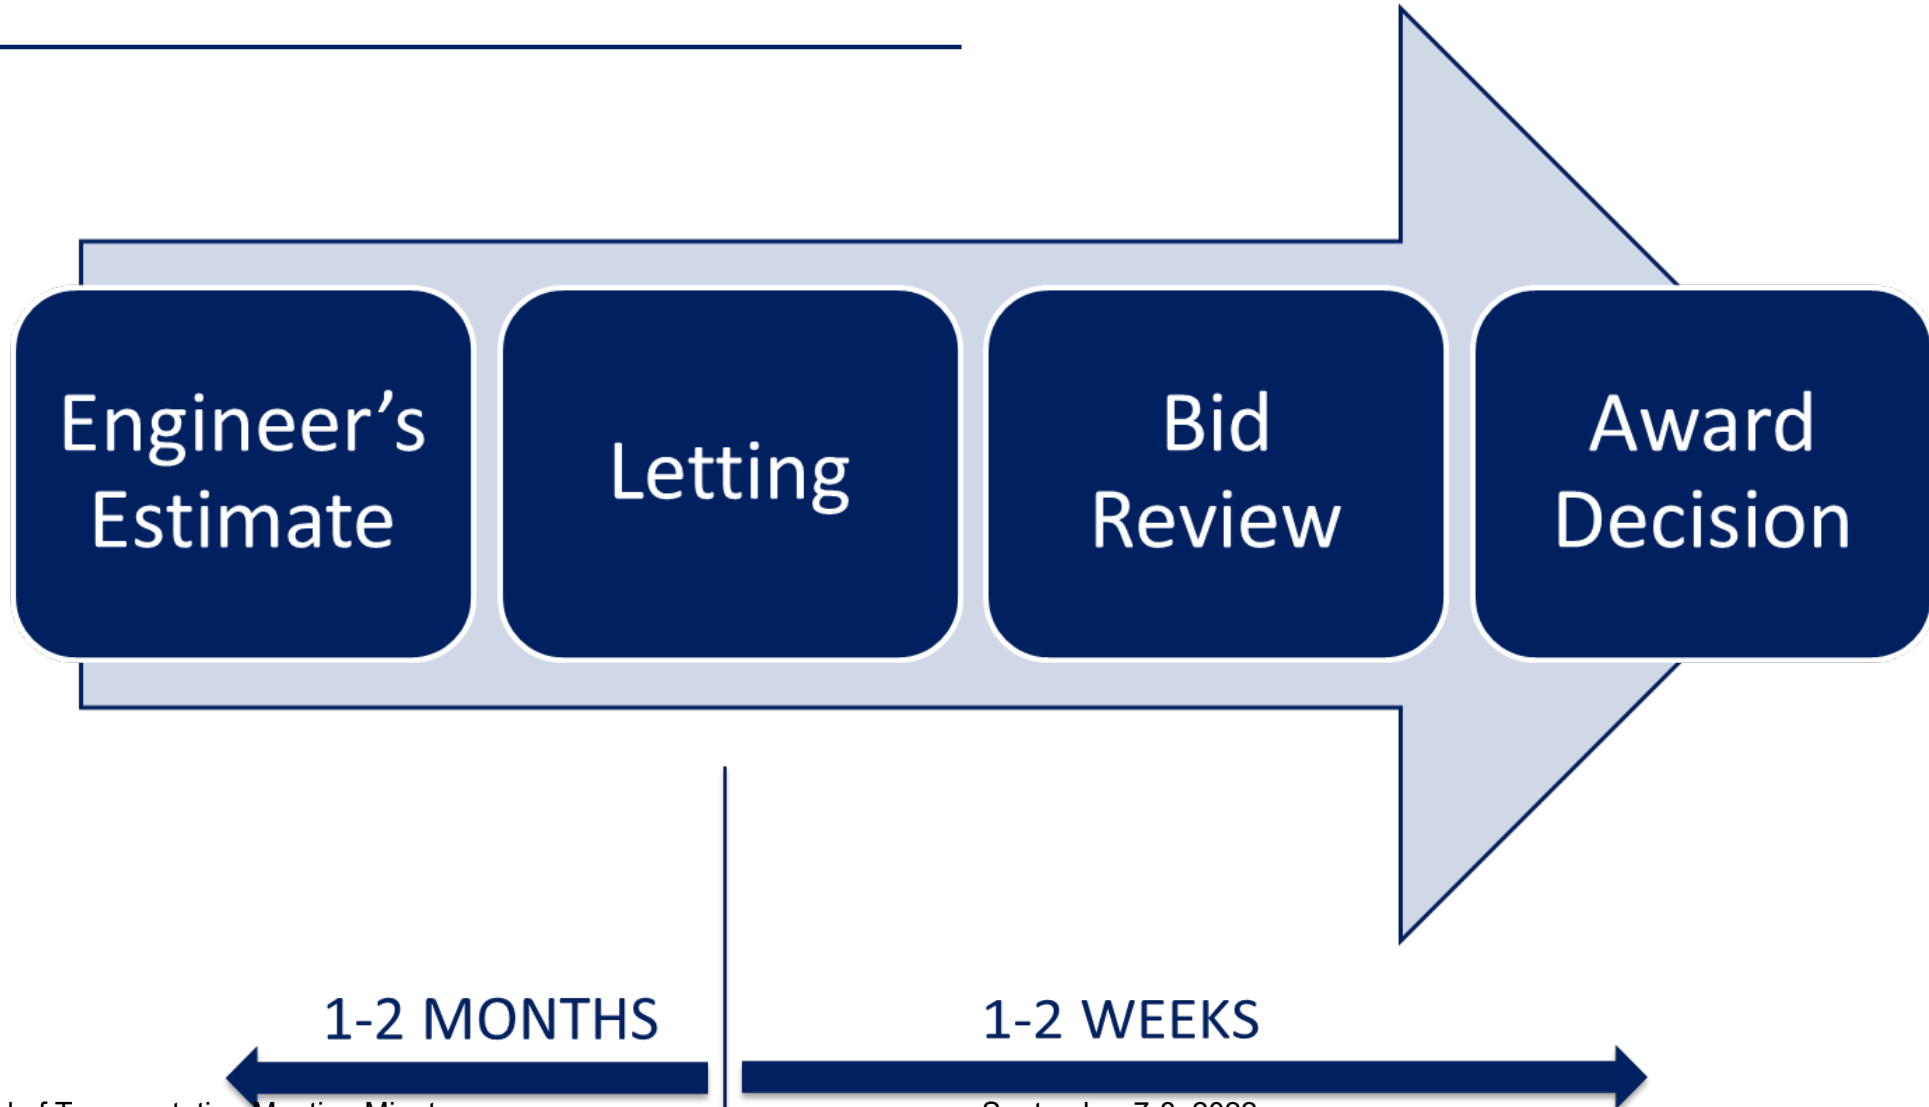 Engineer’s
Estimate
Letting
Bid
Review
Award
Decision
1-2 MONTHS
1-2 WEEKS